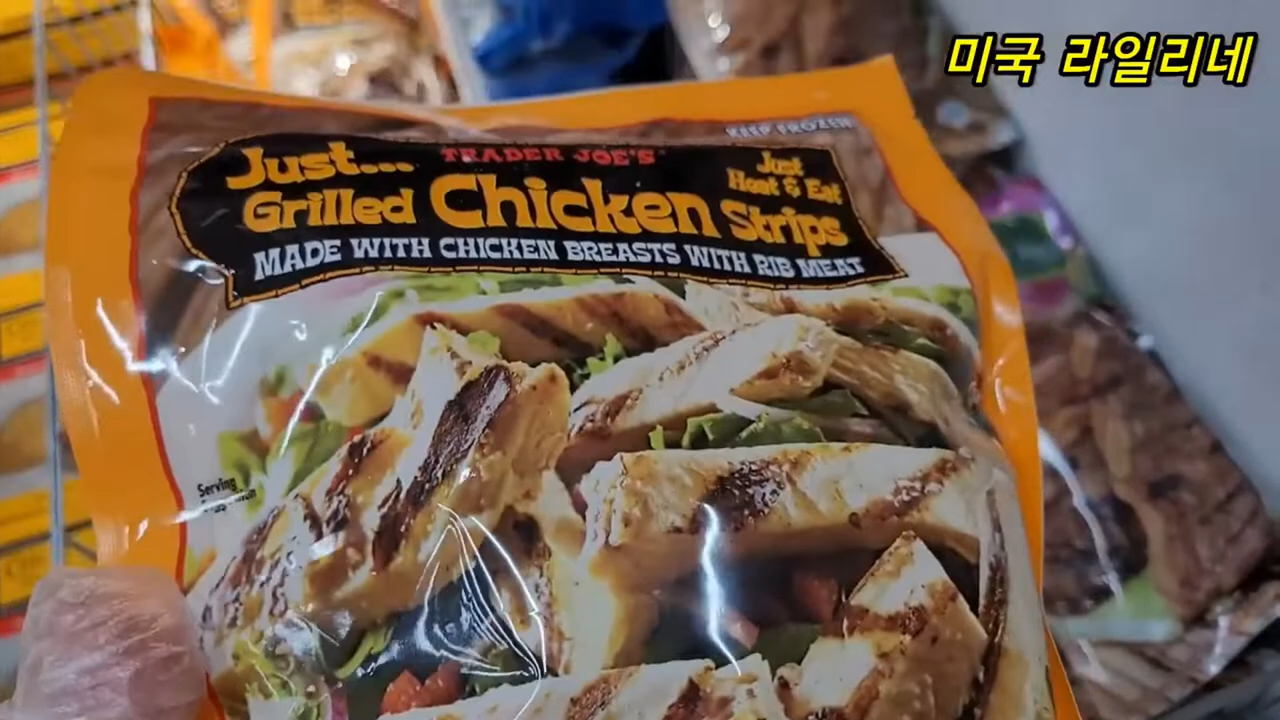 미국 라일리네
KEEP FROZEN
Just... TRADER JOE'S Just
Heat & Eat
Grilled Chicken Strips
MADE WITH CHICKEN BREASTS WITH RIB MEAT
Serving